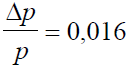 Δp/p = 0,016